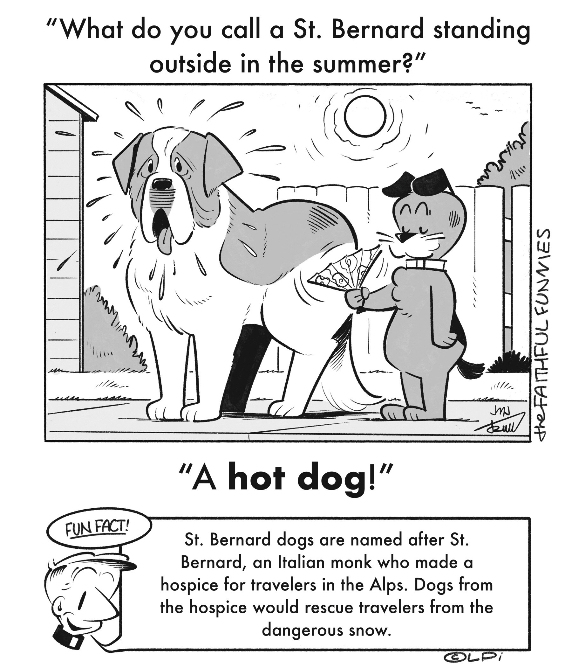 "What do you call a St. Bernard standing
outside in the summer?"
the FAITHFUL FUNNIES
"A hot dog!"
FUN FACT!
St. Bernard dogs are named after St.
Bernard, an Italian monk who made a
hospice for travelers in the Alps. Dogs from
the hospice would rescue travelers from the
dangerous snow.
©LPi